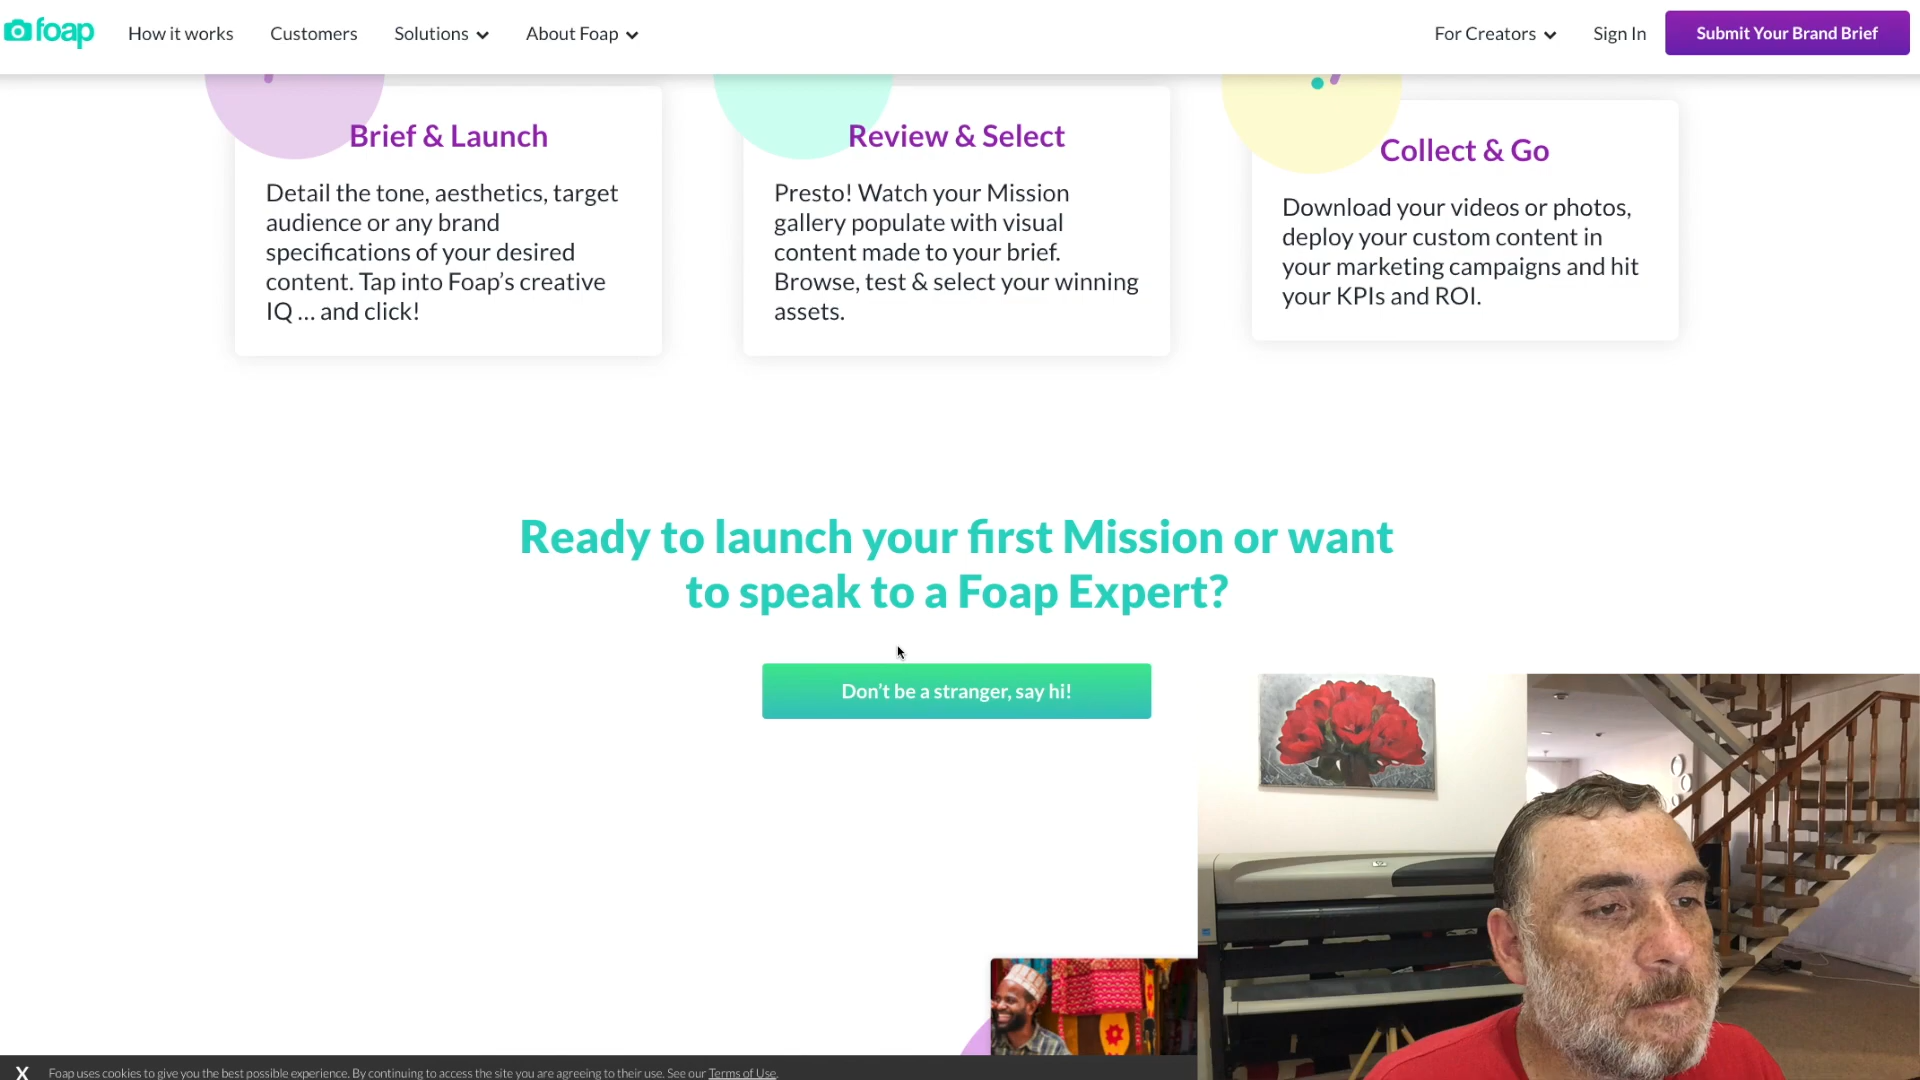 foap
How it works
Customers
Solutions
About Foap
For Creators
Sign In
Submit Your Brand Brief
Brief & Launch
Detail the tone, aesthetics, target
audience or any brand
specifications of your desired
content. Tap into Foap’s creative
IQ ... and click!
Review & Select
Presto! Watch your Mission
gallery populate with visual
content made to your brief.
Browse, test & select your winning
assets.
Collect & Go
Download your videos or photos,
deploy your custom content in
your marketing campaigns and hit
your KPIs and ROI.
Ready to launch your first Mission or want
to speak to a Foap Expert?
Don’t be a stranger, say hi!
X
Foap uses cookies to give you the best possible experience. By continuing to access the site you are agreeing to their use. See our Terms of Use.